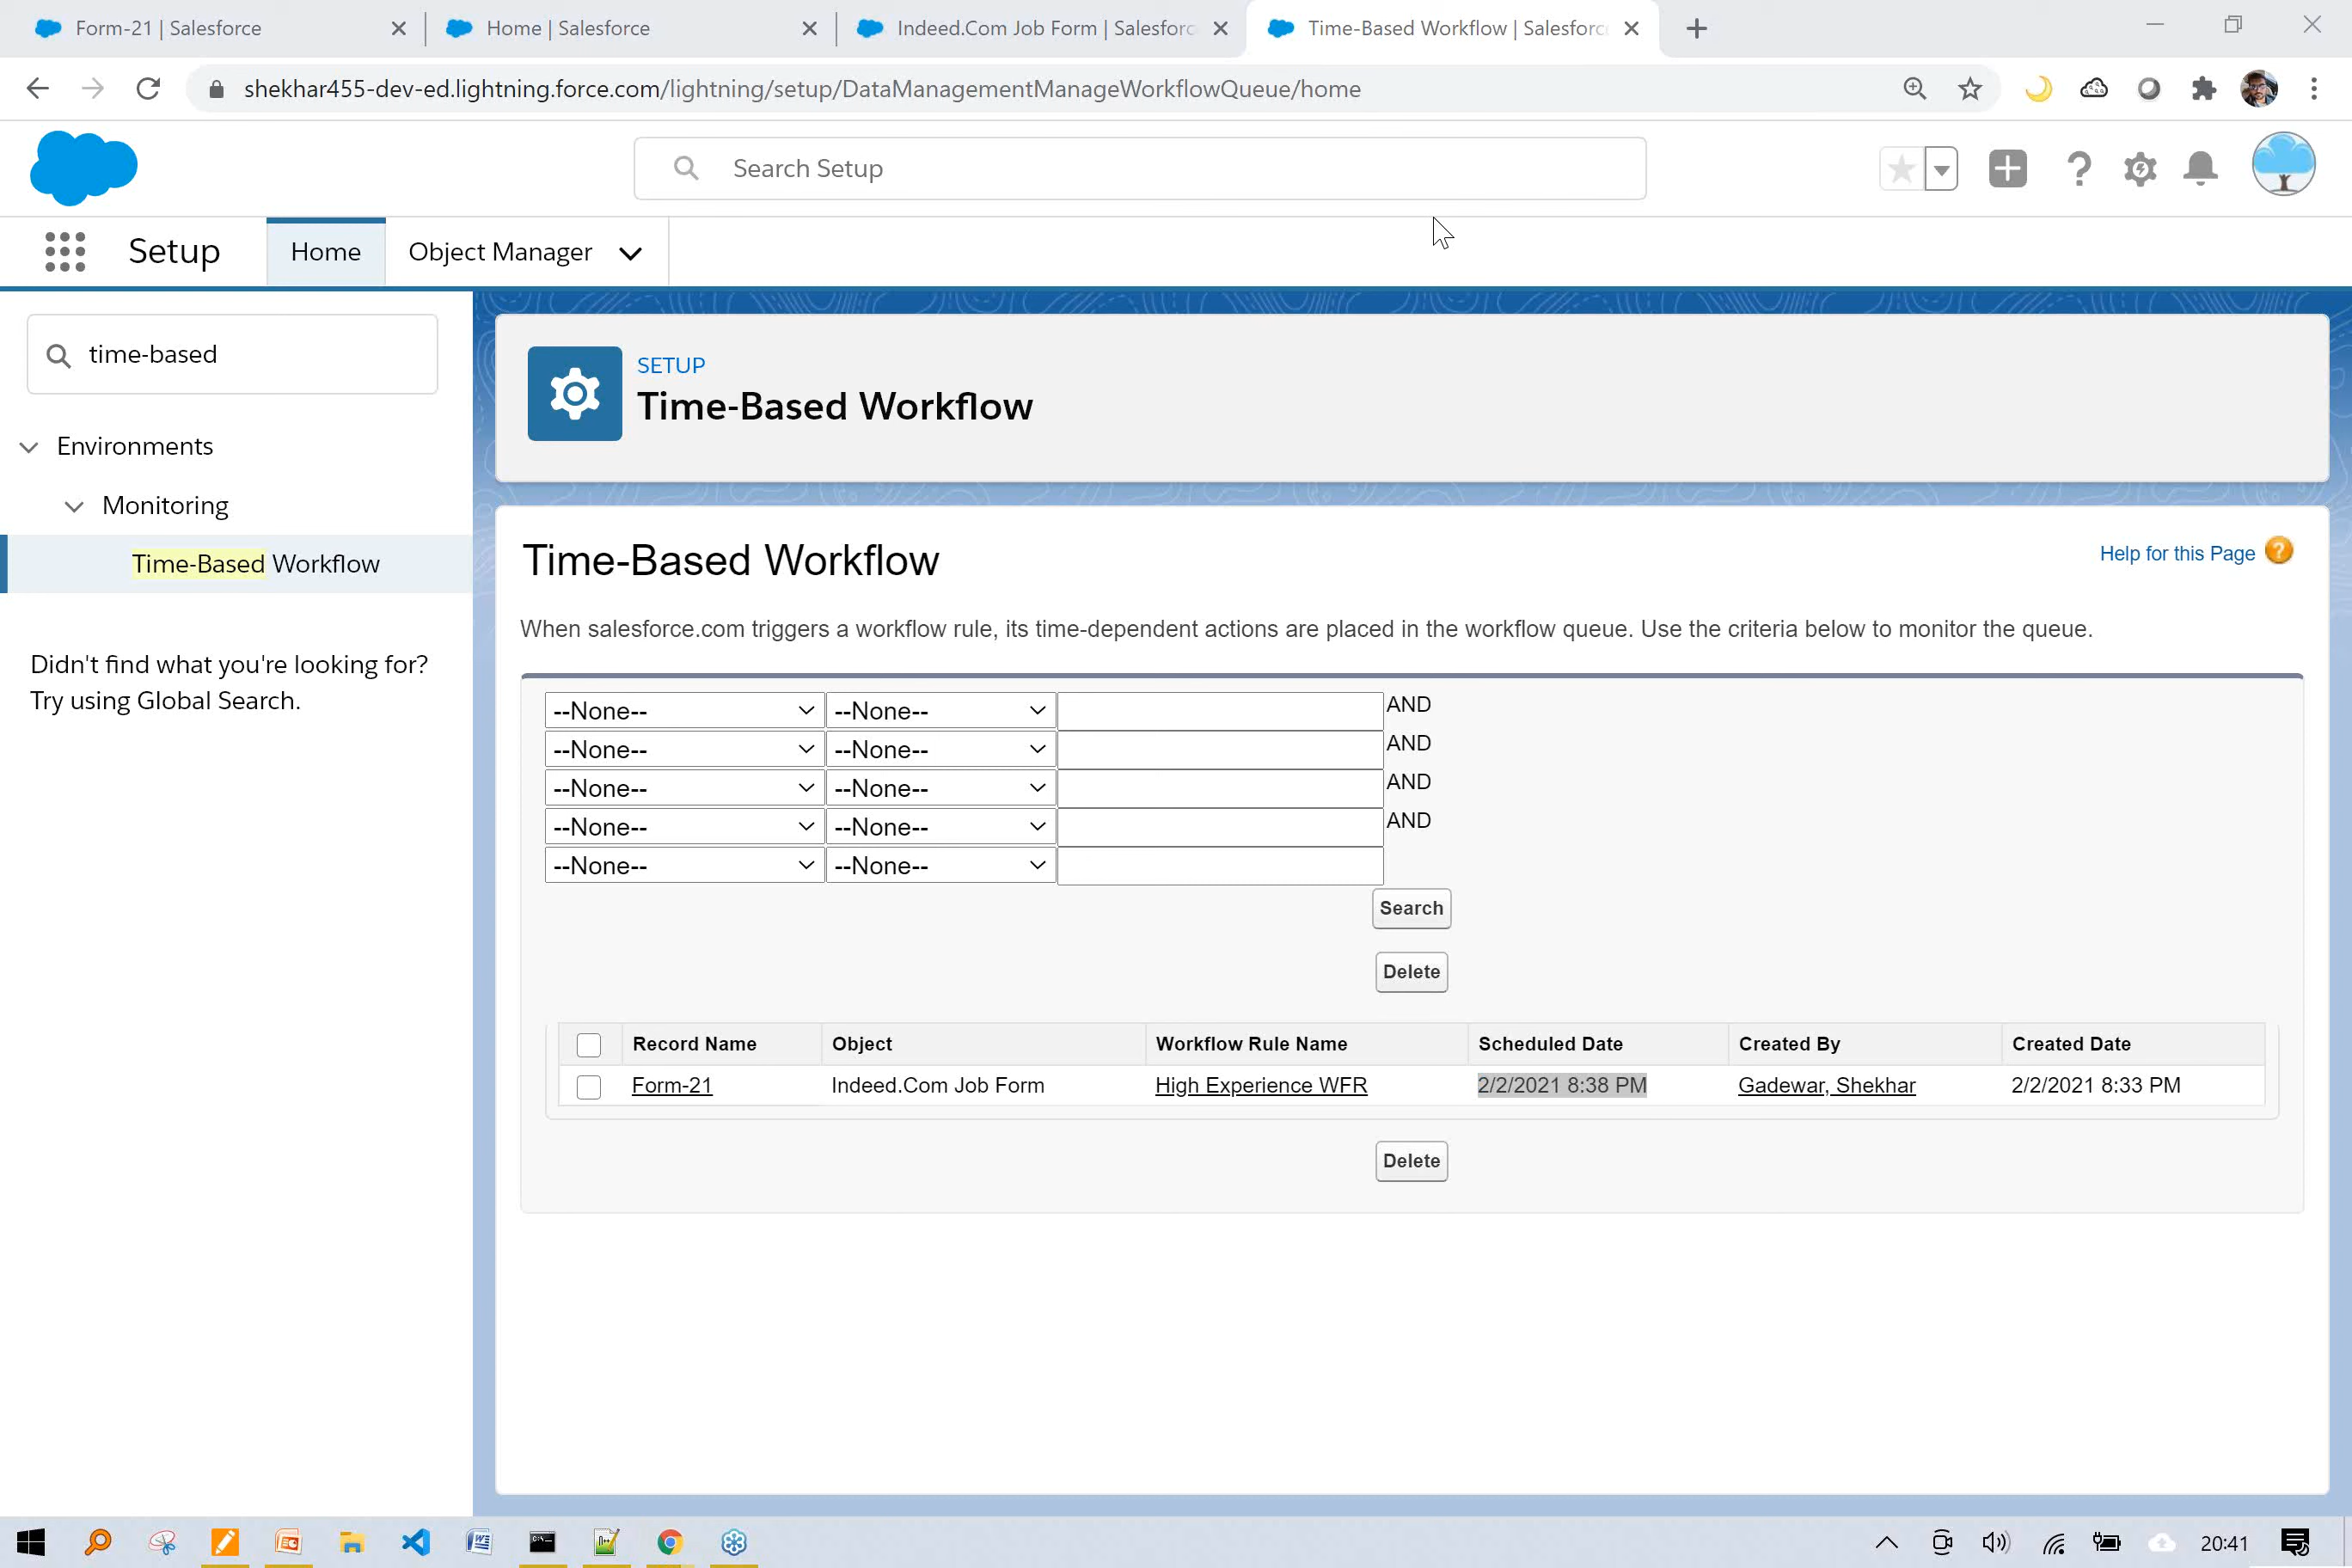 Form-21 | Salesforce
Home | Salesforce
Indeed.Com Job Form | Salesforc
Time-Based Workflow | Salesforc
shekhar455-dev-ed.lightning.force.com/lightning/setup/DataManagementManageWorkflowQueue/home
Search Setup
Setup
Home
Object Manager
time-based
Environments
Monitoring
Time-Based Workflow
Didn't find what you're looking for?
Try using Global Search.
SETUP
Time-Based Workflow
Time-Based Workflow
Help for this Page
When salesforce.com triggers a workflow rule, its time-dependent actions are placed in the workflow queue. Use the criteria below to monitor the queue.
--None-- --None-- AND
--None-- --None-- AND
--None-- --None-- AND
--None-- --None-- AND
--None-- --None--
Search
Delete
Record Name Object Workflow Rule Name Scheduled Date Created By Created Date
Form-21 Indeed.Com Job Form High Experience WFR 2/2/2021 8:38 PM Gadewar, Shekhar 2/2/2021 8:33 PM
Delete
20:41